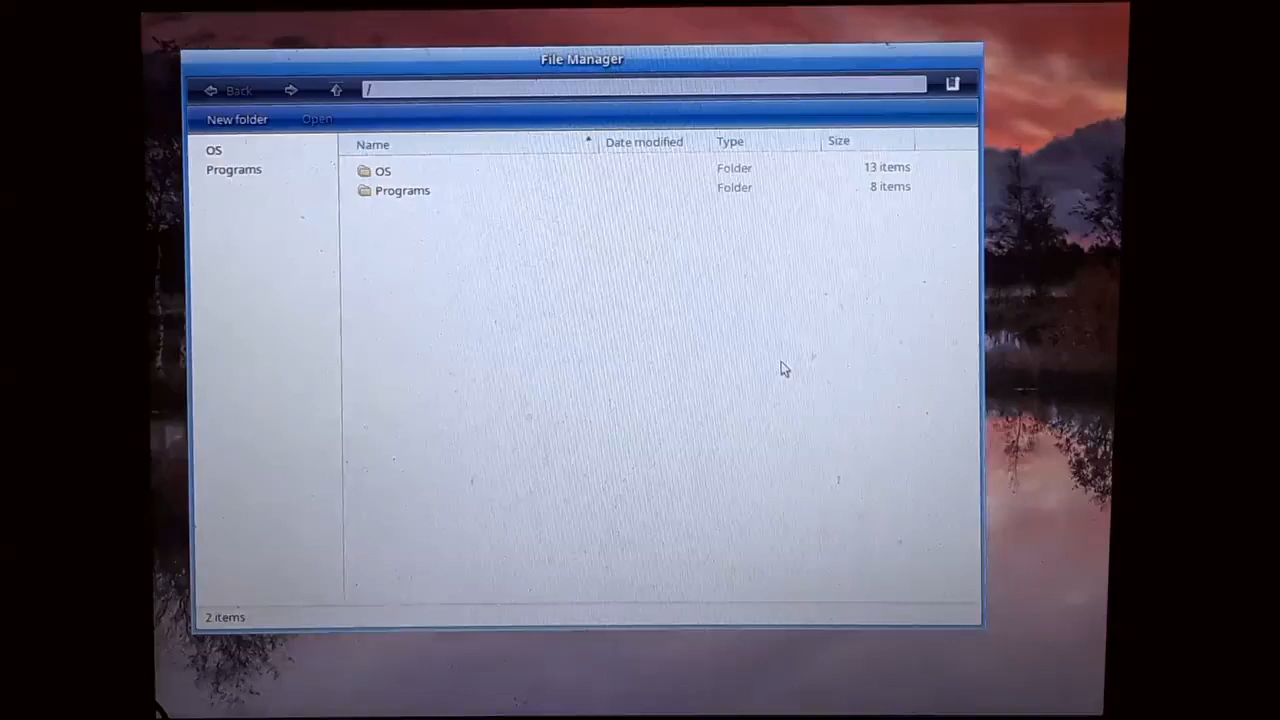 File Manager
Back /
New folder Open
OS
Programs
Name Date modified Type Size
OS Folder 13 items
Programs Folder 8 items
2 items